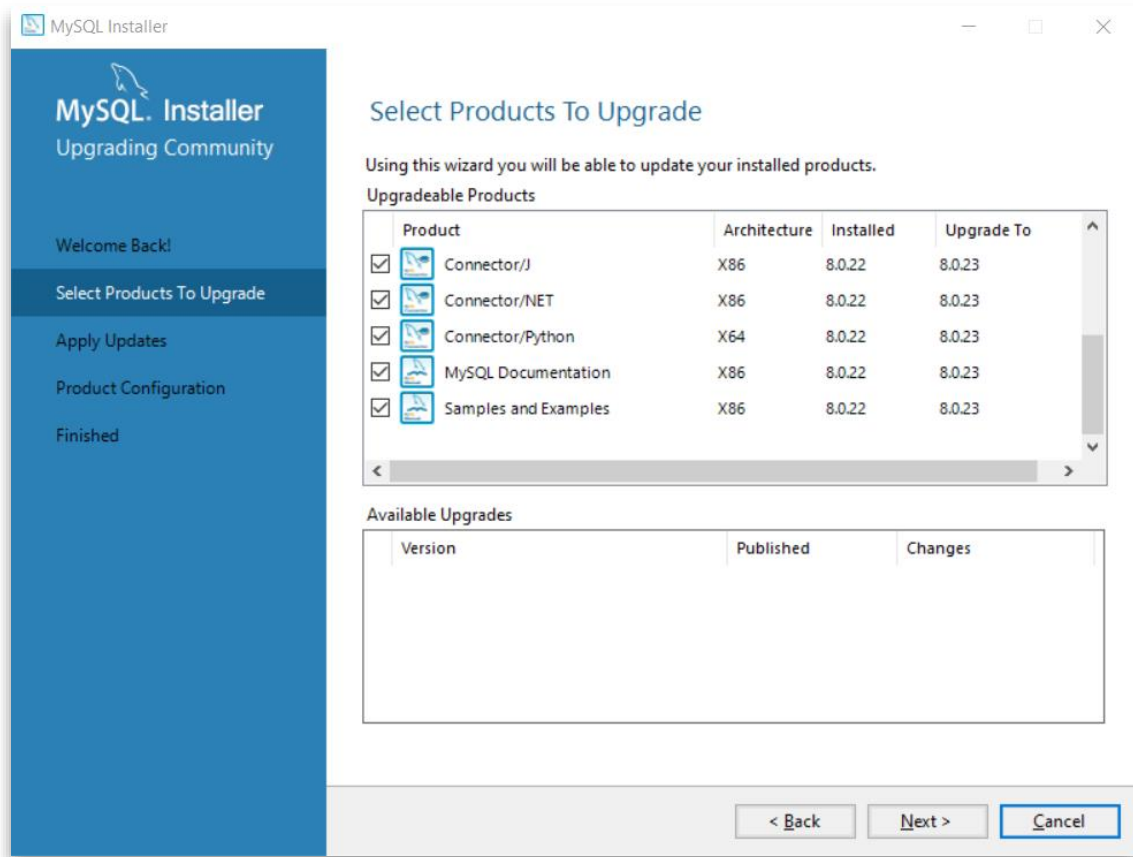 MySQL Installer
MySQL. Installer
Upgrading Community
Welcome Back!
Select Products To Upgrade
Apply Updates
Product Configuration
Finished
Select Products To Upgrade
Using this wizard you will be able to update your installed products.
Upgradeable Products
Product Architecture Installed Upgrade To
Connector/J X86 8.0.22 8.0.23
Connector/NET X86 8.0.22 8.0.23
Connector/Python X64 8.0.22 8.0.23
MySQL Documentation X86 8.0.22 8.0.23
Samples and Examples X86 8.0.22 8.0.23
Available Upgrades
Version Published Changes
< Back Next > Cancel